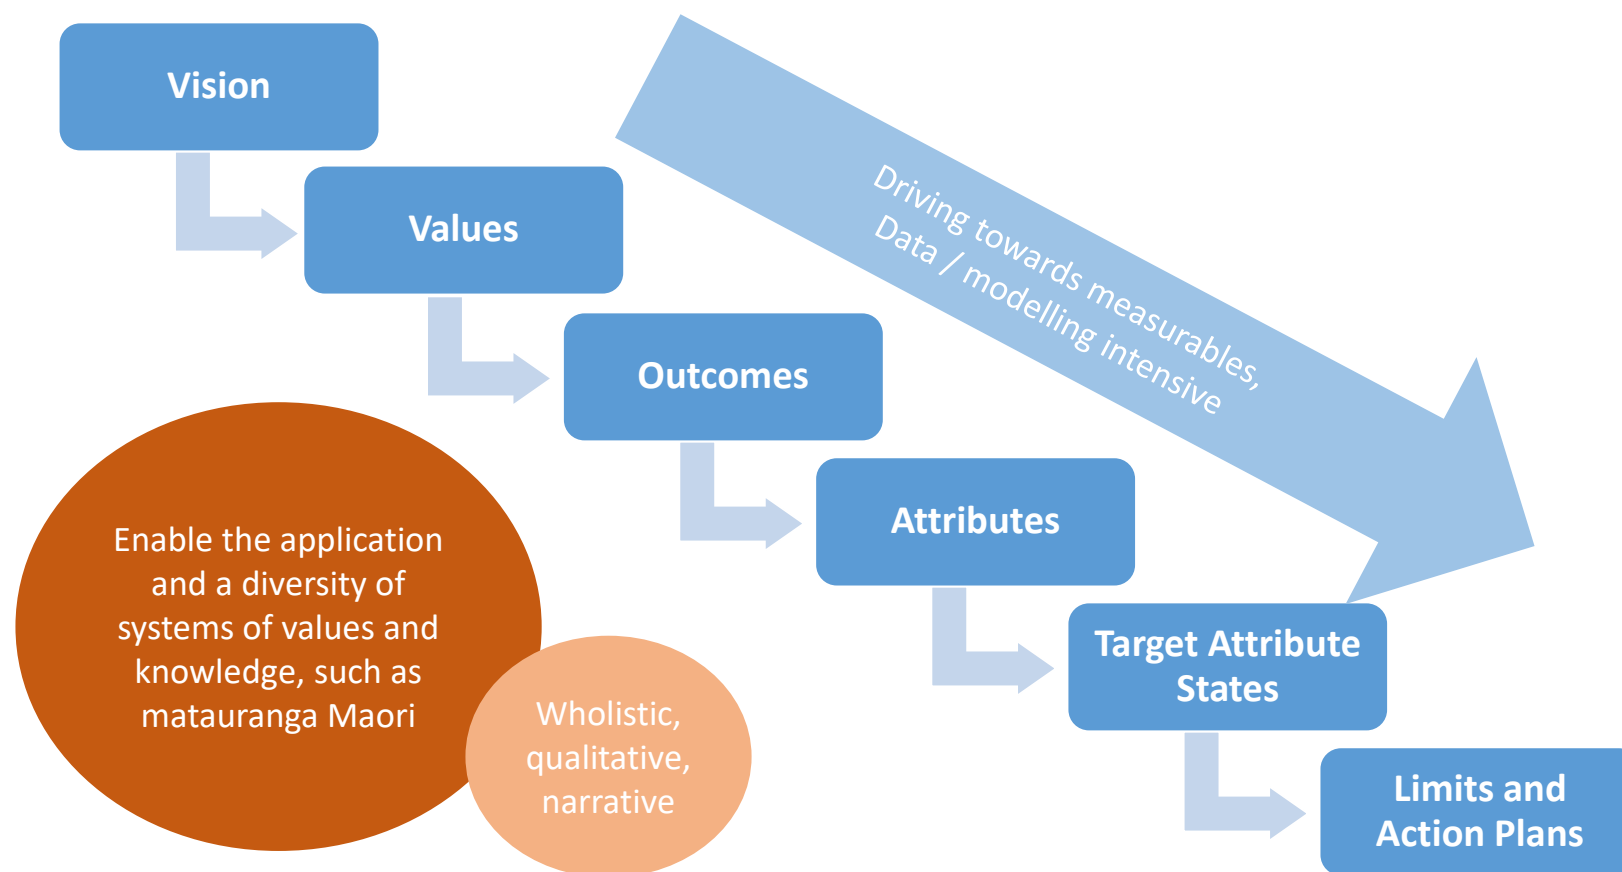 Vision
Values
Driving towards measurables,
Data / modelling intensive
Outcomes
Attributes
Enable the application
and a diversity of
systems of values and
knowledge, such as
matauranga Maori
Target Attribute
States
Wholistic,
qualitative,
narrative
Limits and
Action Plans